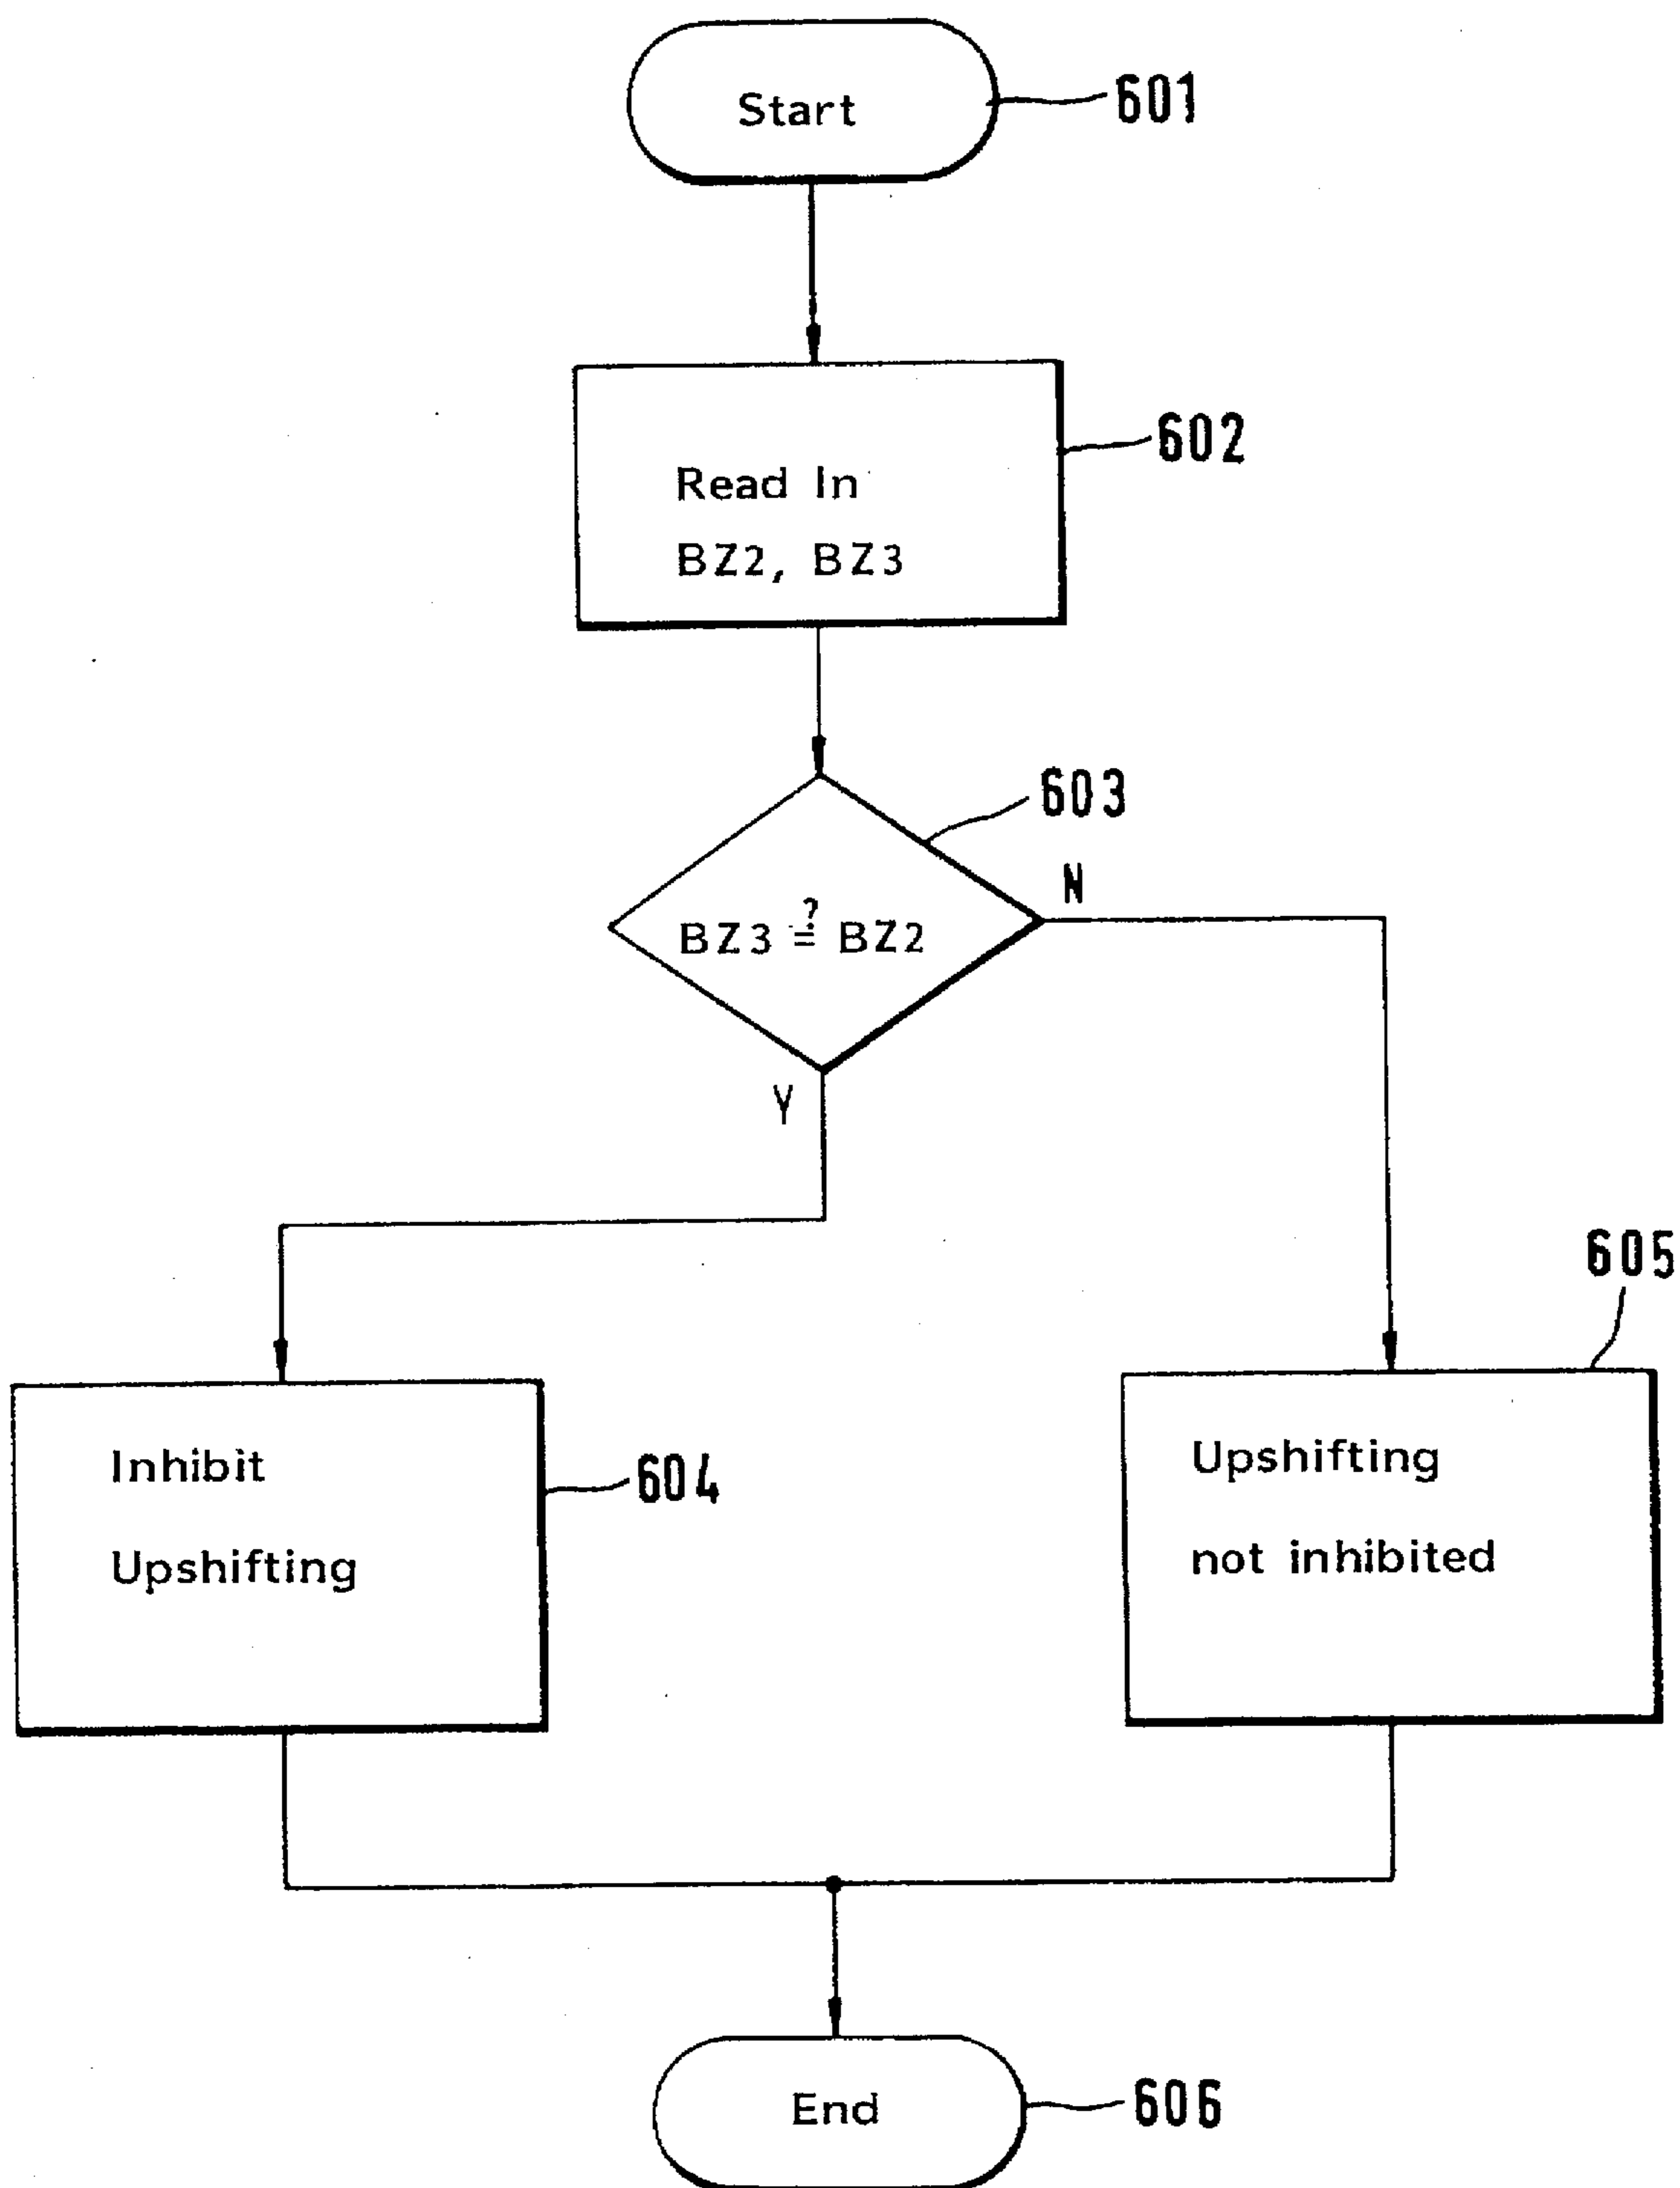 Start
601
Read In
BZ2, BZ3
602
603
BZ3 ≟ BZ2
N
Y
605
Inhibit
Upshifting
604
Upshifting
not inhibited
End
606